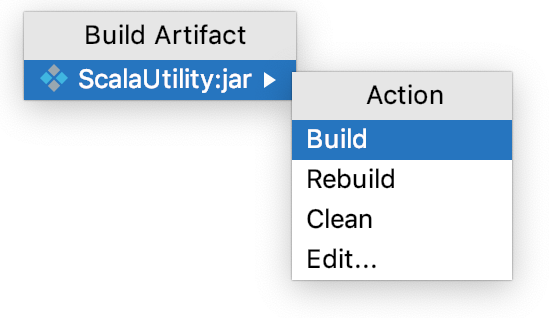 Build Artifact
ScalaUtility:jar
Action
Build
Rebuild
Clean
Edit...